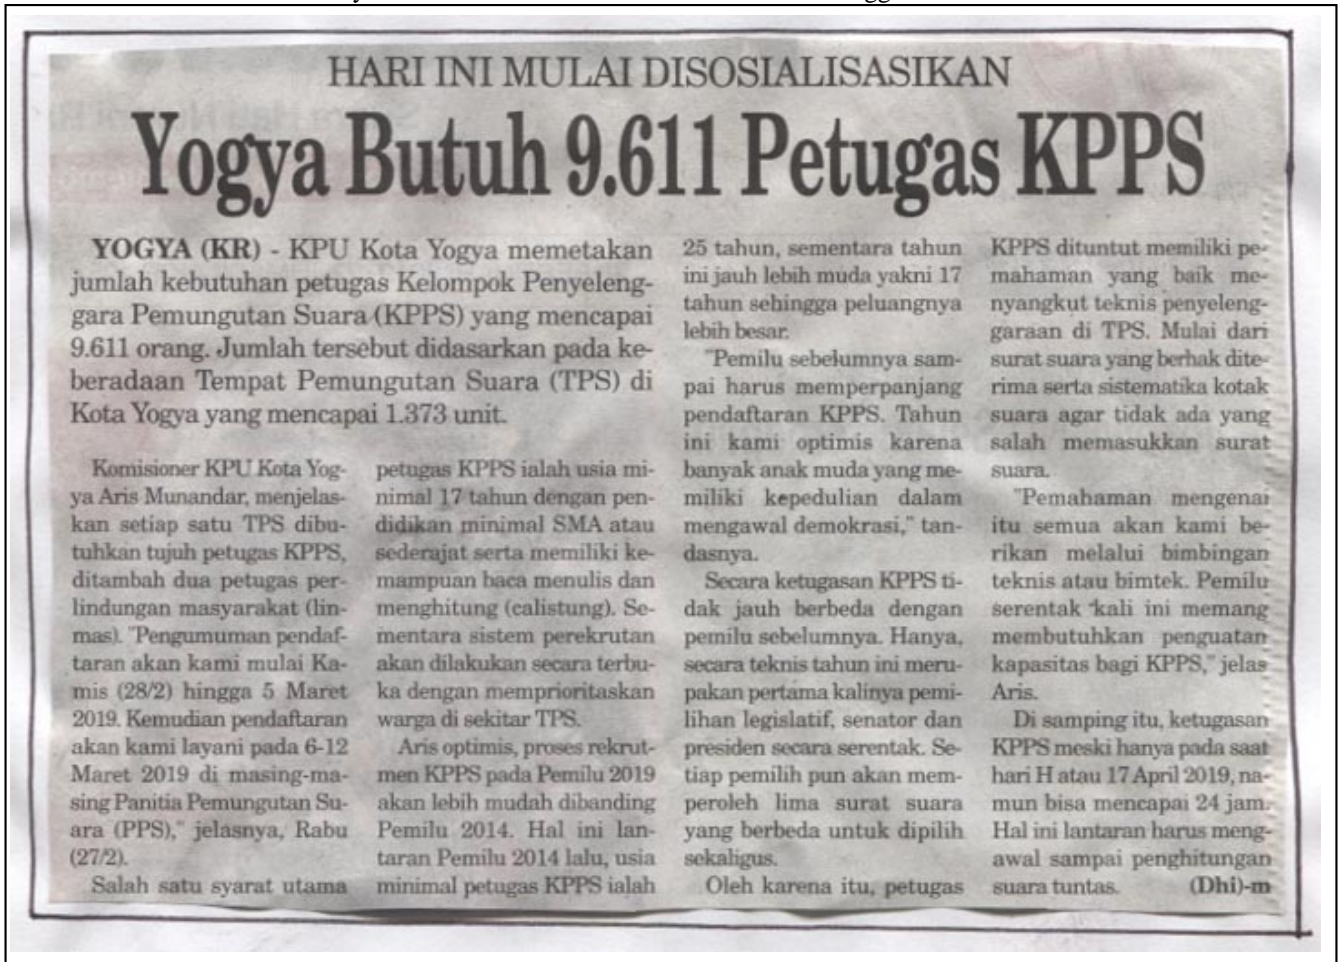 HARI INI MULAI DISOSIALISASIKAN
Yogya Butuh 9.611 Petugas KPPS
YOGYA (KR) - KPU Kota Yogya memetakan
jumlah kebutuhan petugas Kelompok Penyeleng-
gara Pemungutan Suara (KPPS) yang mencapai
9.611 orang. Jumlah tersebut didasarkan pada ke-
beradaan Tempat Pemungutan Suara (TPS) di
Kota Yogya yang mencapai 1.373 unit.
Komisioner KPU Kota Yog-
ya Aris Munandar, menjelas-
kan setiap satu TPS dibu-
tuhkan tujuh petugas KPPS,
ditambah dua petugas per-
lindungan masyarakat (lin-
mas). "Pengumuman pendaf-
taran akan kami mulai Ka-
mis (28/2) hingga 5 Maret
2019. Kemudian pendaftaran
akan kami layani pada 6-12
Maret 2019 di masing-ma-
sing Panitia Pemungutan Su-
ara (PPS)," jelasnya, Rabu
(27/2).
Salah satu syarat utama
petugas KPPS ialah usia mi-
nimal 17 tahun dengan pen-
didikan minimal SMA atau
sederajat serta memiliki ke-
mampuan baca menulis dan
menghitung (calistung). Se-
mentara sistem perekrutan
akan dilakukan secara terbu-
ka dengan memprioritaskan
warga di sekitar TPS.
Aris optimis, proses rekrut-
men KPPS pada Pemilu 2019
akan lebih mudah dibanding
Pemilu 2014. Hal ini lan-
taran Pemilu 2014 lalu, usia
minimal petugas KPPS ialah
25 tahun, sementara tahun
ini jauh lebih muda yakni 17
tahun sehingga peluangnya
lebih besar.
"Pemilu sebelumnya sam-
pai harus memperpanjang
pendaftaran KPPS. Tahun
ini kami optimis karena
banyak anak muda yang me-
miliki kepedulian dalam
mengawal demokrasi," tan-
dasnya.
Secara ketugasan KPPS ti-
dak jauh berbeda dengan
pemilu sebelumnya. Hanya,
secara teknis tahun ini meru-
pakan pertama kalinya pemi-
lihan legislatif, senator dan
presiden secara serentak. Se-
tiap pemilih pun akan mem-
peroleh lima surat suara
yang berbeda untuk dipilih
sekaligus.
Oleh karena itu, petugas
KPPS dituntut memiliki pe-
mahaman yang baik me-
nyangkut teknis penyeleng-
garaan di TPS. Mulai dari
surat suara yang berhak dite-
rima serta sistematika kotak
suara agar tidak ada yang
salah memasukkan surat
suara.
"Pemahaman mengenai
itu semua akan kami be-
rikan melalui bimbingan
teknis atau bimtek. Pemilu
serentak kali ini memang
membutuhkan penguatan
kapasitas bagi KPPS," jelas
Aris.
Di samping itu, ketugasan
KPPS meski hanya pada saat
hari H atau 17 April 2019, na-
mun bisa mencapai 24 jam.
Hal ini lantaran harus meng-
awal sampai penghitungan
suara tuntas. (Dhi)-m